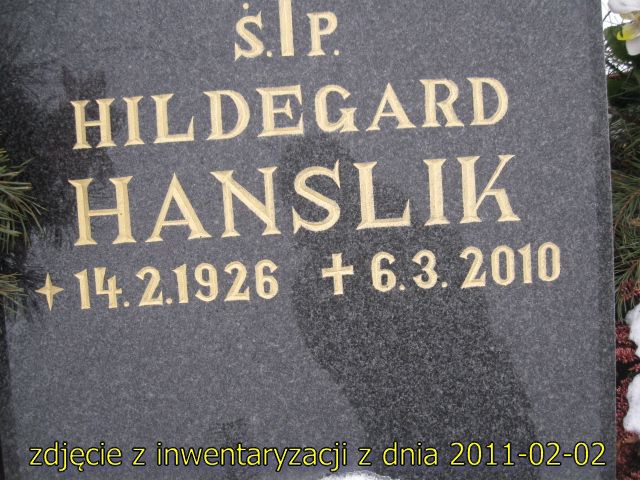 Ś.†P.
HILDEGARD
HANSLIK
✦ 14.2.1926 ✝ 6.3.2010
zdjęcie z inwentaryzacji z dnia 2011-02-02